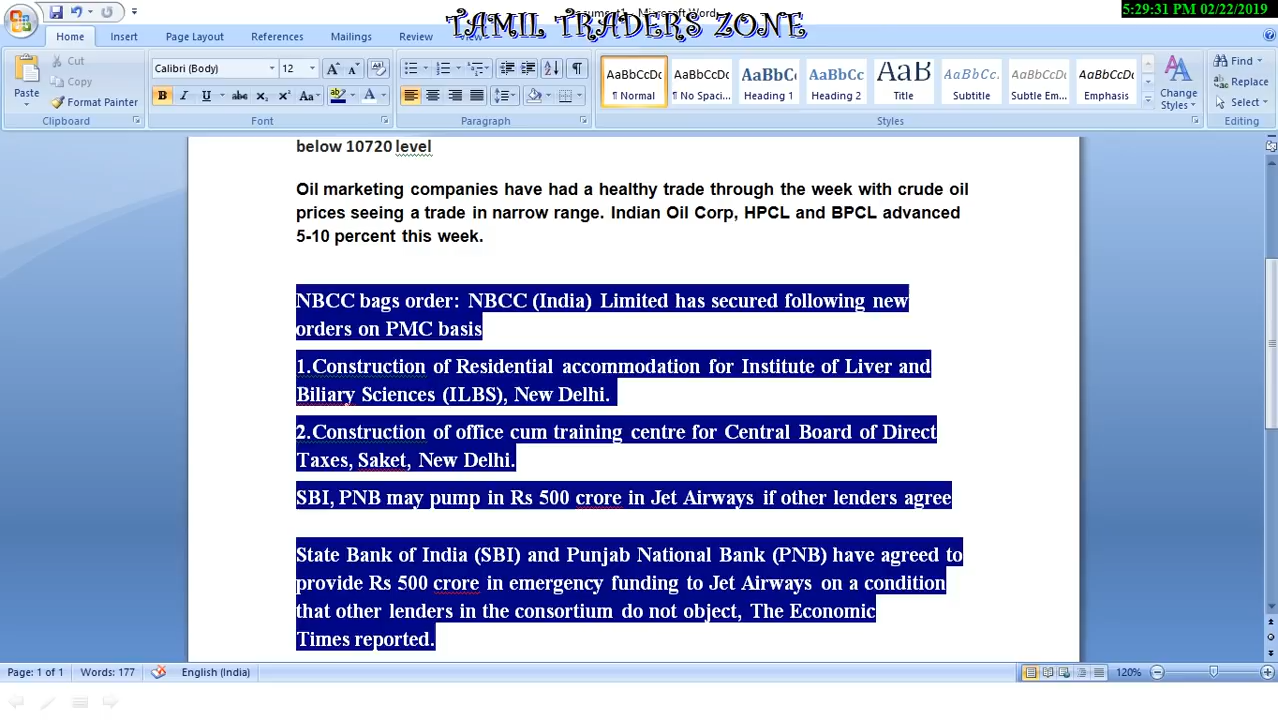 5:29:31 PM 02/22/2019
TAMIL TRADERS ZONE
Home Insert Page Layout References Mailings Review View
Paste
Cut
Copy
Format Painter
Calibri (Body) 12
B I U abc x₂ x² Aa
AaBbCcDc AaBbCcDc AaBbC AaBbCc AaB AaBbCc. AaBbCcDc AaBbCcDc
¶ Normal ¶ No Spaci... Heading 1 Heading 2 Title Subtitle Subtle Em... Emphasis
Change Styles
Find
Replace
Select
Clipboard Font Paragraph Styles Editing
below 10720 level
Oil marketing companies have had a healthy trade through the week with crude oil
prices seeing a trade in narrow range. Indian Oil Corp, HPCL and BPCL advanced
5-10 percent this week.
NBCC bags order: NBCC (India) Limited has secured following new
orders on PMC basis
1.Construction of Residential accommodation for Institute of Liver and
Biliary Sciences (ILBS), New Delhi.
2.Construction of office cum training centre for Central Board of Direct
Taxes, Saket, New Delhi.
SBI, PNB may pump in Rs 500 crore in Jet Airways if other lenders agree
State Bank of India (SBI) and Punjab National Bank (PNB) have agreed to
provide Rs 500 crore in emergency funding to Jet Airways on a condition
that other lenders in the consortium do not object, The Economic
Times reported.
Page: 1 of 1 Words: 177 English (India) 120%